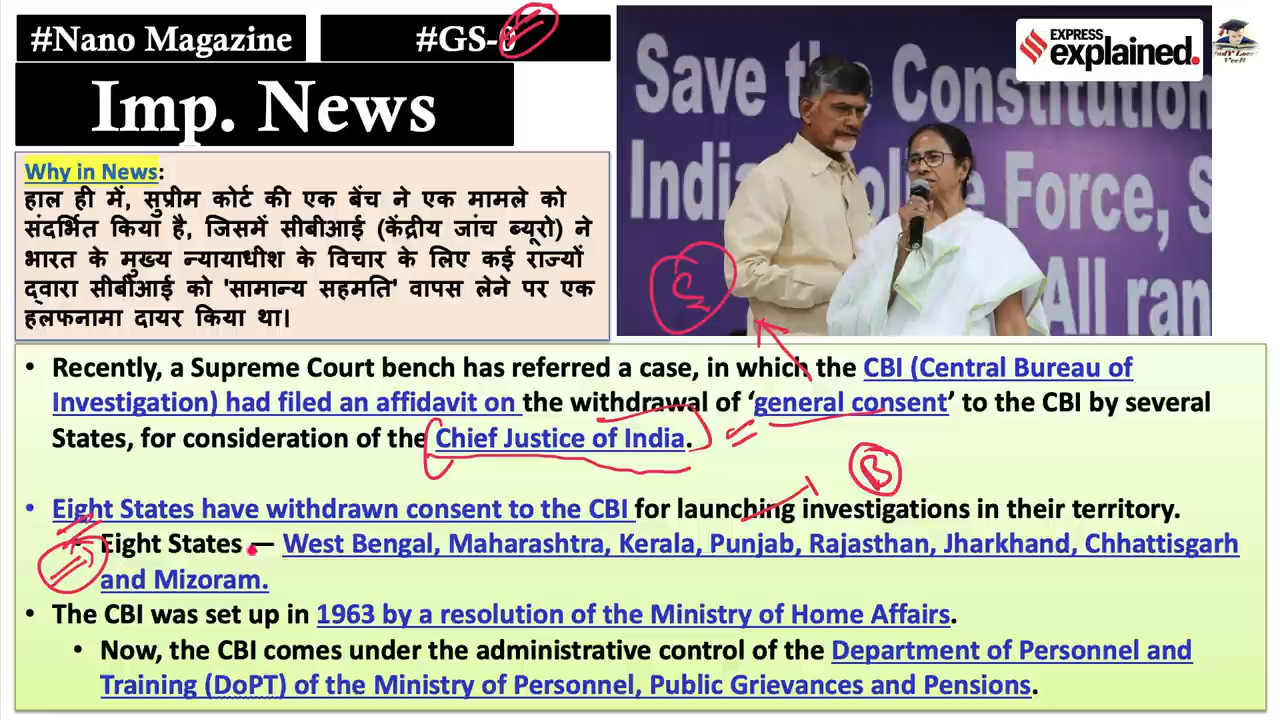 #Nano Magazine
#GS-
Imp. News
EXPRESS
explained.
Save the Constitution
India Police Force, S
All ran
Why in News:
हाल ही में, सुप्रीम कोर्ट की एक बेंच ने एक मामले को
संदर्भित किया है, जिसमें सीबीआई (केंद्रीय जांच ब्यूरो) ने
भारत के मुख्य न्यायाधीश के विचार के लिए कई राज्यों
द्वारा सीबीआई को 'सामान्य सहमति' वापस लेने पर एक
हलफनामा दायर किया था।
• Recently, a Supreme Court bench has referred a case, in which the CBI (Central Bureau of
Investigation) had filed an affidavit on the withdrawal of ‘general consent’ to the CBI by several
States, for consideration of the Chief Justice of India.
• Eight States have withdrawn consent to the CBI for launching investigations in their territory.
Eight States — West Bengal, Maharashtra, Kerala, Punjab, Rajasthan, Jharkhand, Chhattisgarh
and Mizoram.
• The CBI was set up in 1963 by a resolution of the Ministry of Home Affairs.
• Now, the CBI comes under the administrative control of the Department of Personnel and
Training (DoPT) of the Ministry of Personnel, Public Grievances and Pensions.